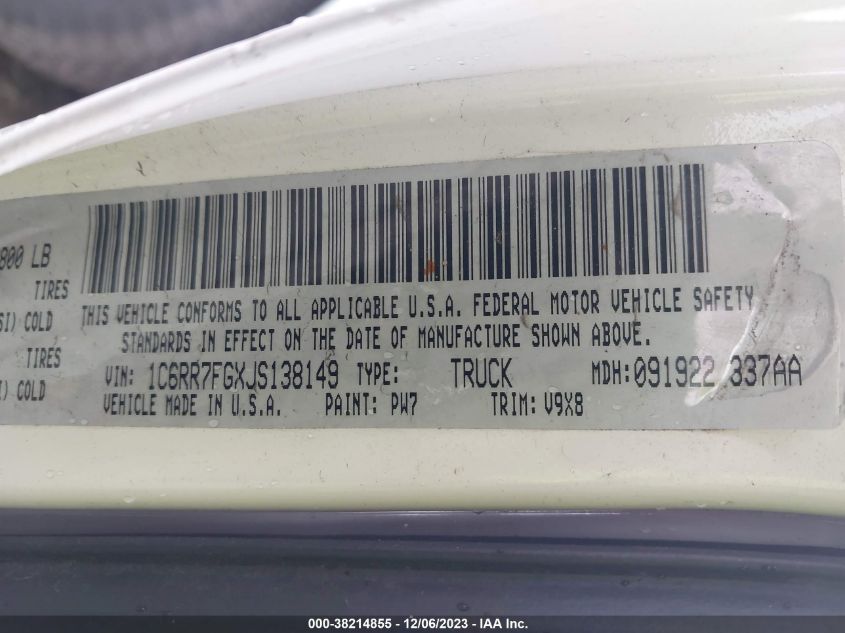 800 LB
TIRES
SI) COLD
TIRES
I) COLD
THIS VEHICLE CONFORMS TO ALL APPLICABLE U.S.A. FEDERAL MOTOR VEHICLE SAFETY
STANDARDS IN EFFECT ON THE DATE OF MANUFACTURE SHOWN ABOVE.
VIN: 1C6RR7FGXJS138149 TYPE: TRUCK MDH: 091922 337AA
VEHICLE MADE IN U.S.A. PAINT: PW7 TRIM: V9X8
000-38214855 - 12/06/2023 - IAA Inc.